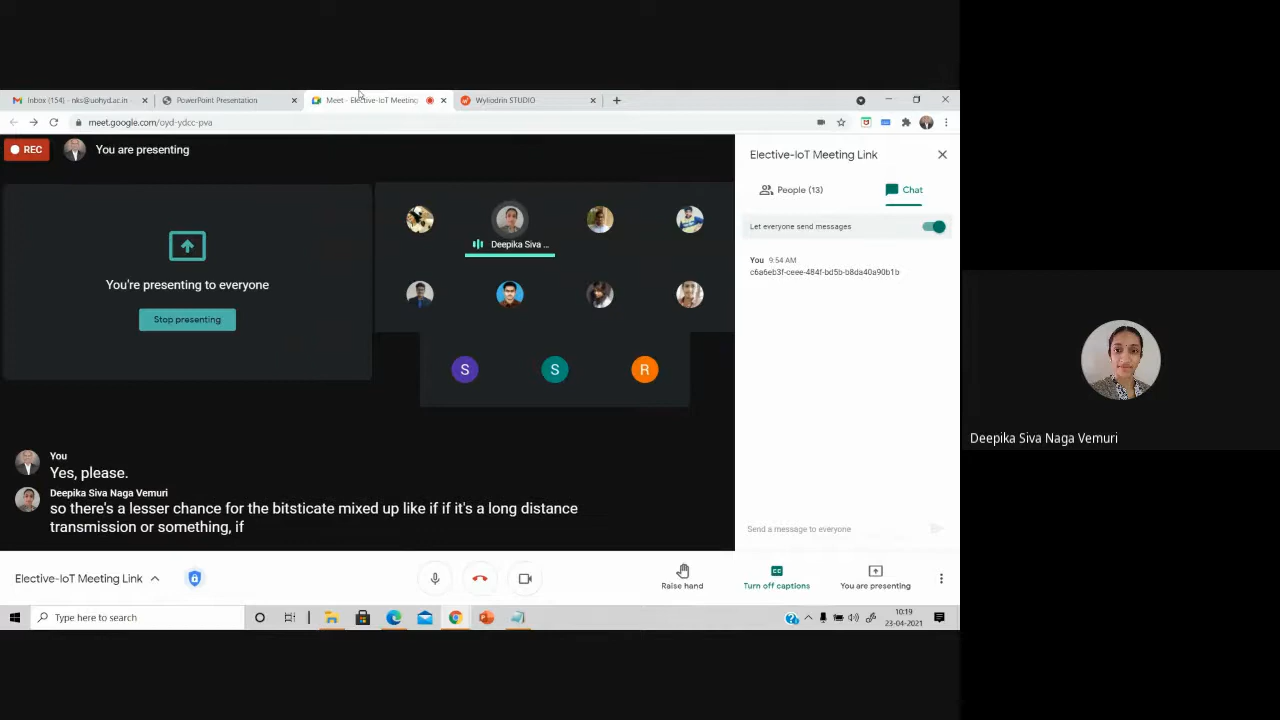 Inbox (154) - nks@uohyd.ac.in -
PowerPoint Presentation
Meet - Elective-IoT Meeting
Wyliodrin STUDIO
meet.google.com/oyd-ydcc-pva
REC
You are presenting
Elective-IoT Meeting Link
People (13)
Chat
Let everyone send messages
You 9:54 AM
c6a6eb3f-ceee-484f-bd5b-b8da40a90b1b
You're presenting to everyone
Stop presenting
Deepika Siva ...
S
S
R
Deepika Siva Naga Vemuri
You
Yes, please.
Deepika Siva Naga Vemuri
so there's a lesser chance for the bitsticate mixed up like if if it's a long distance
transmission or something, if
Send a message to everyone
Elective-IoT Meeting Link
Raise hand
CC
Turn off captions
You are presenting
Type here to search
10:19
23-04-2021